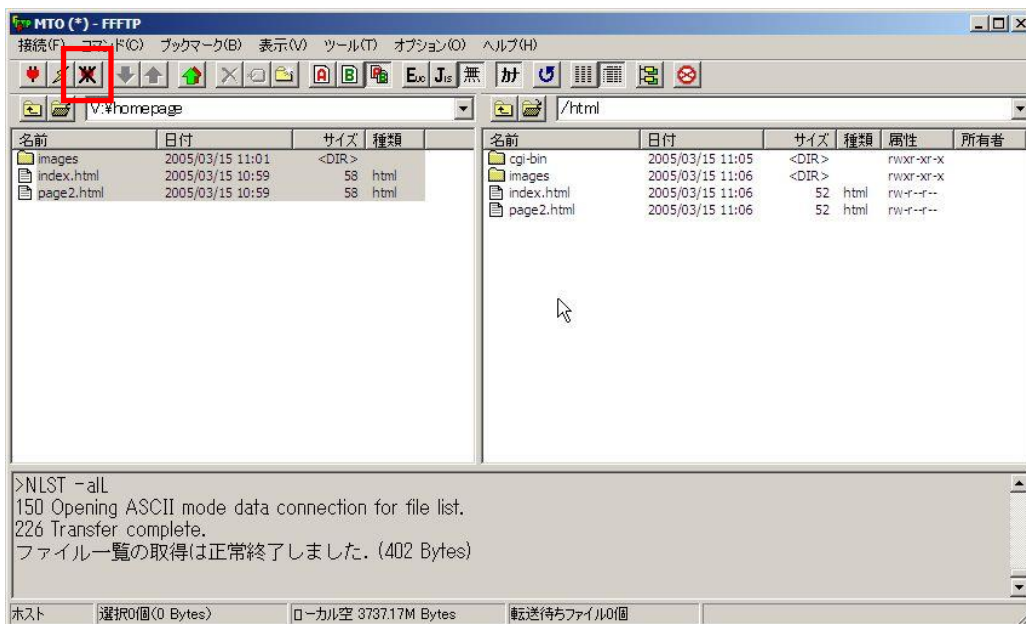 MTO (*) - FFFTP
接続(F) コマンド(C) ブックマーク(B) 表示(V) ツール(T) オプション(O) ヘルプ(H)
A B Euc Jis 無 カナ
V:¥homepage /html
名前 日付 サイズ 種類 名前 日付 サイズ 種類 属性 所有者
images 2005/03/15 11:01 <DIR> cgi-bin 2005/03/15 11:05 <DIR> rwxr-xr-x
index.html 2005/03/15 10:59 58 html images 2005/03/15 11:06 <DIR> rwxr-xr-x
page2.html 2005/03/15 10:59 58 html index.html 2005/03/15 11:06 52 html rw-r--r--
page2.html 2005/03/15 11:06 52 html rw-r--r--
>NLST -alL
150 Opening ASCII mode data connection for file list.
226 Transfer complete.
ファイル一覧の取得は正常終了しました. (402 Bytes)
ホスト 選択0個(0 Bytes) ローカル空 3737.17M Bytes 転送待ちファイル0個